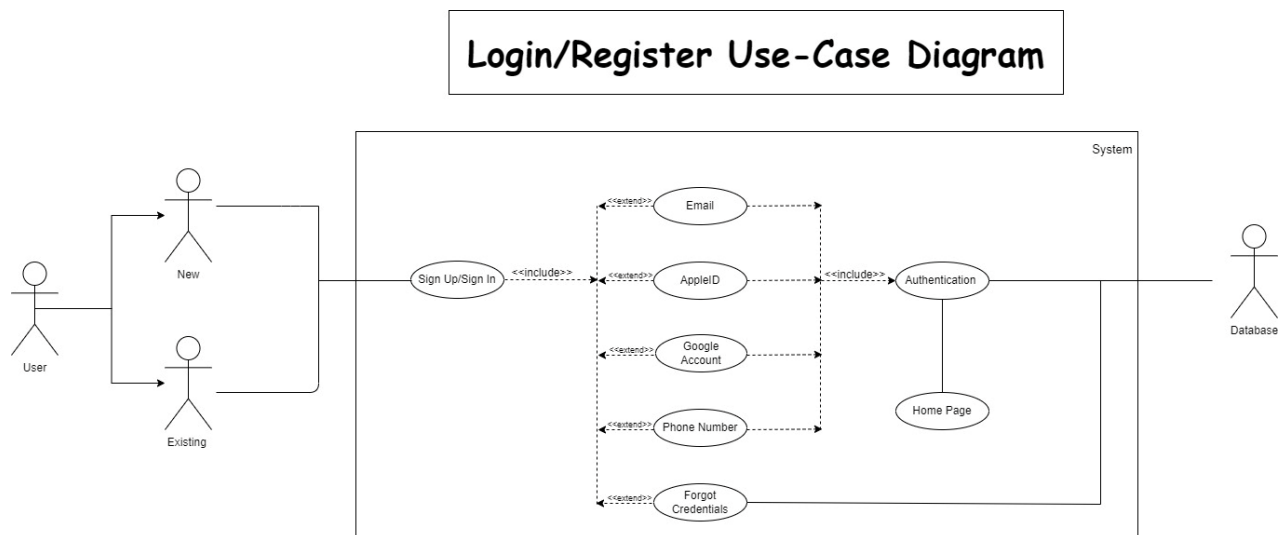 Login/Register Use-Case Diagram
System
<<extend>>
Email
New
User
Sign Up/Sign In
<<include>>
<<extend>>
AppleID
<<include>>
Authentication
Database
<<extend>>
Google
Account
Existing
<<extend>>
Phone Number
Home Page
<<extend>>
Forgot
Credentials